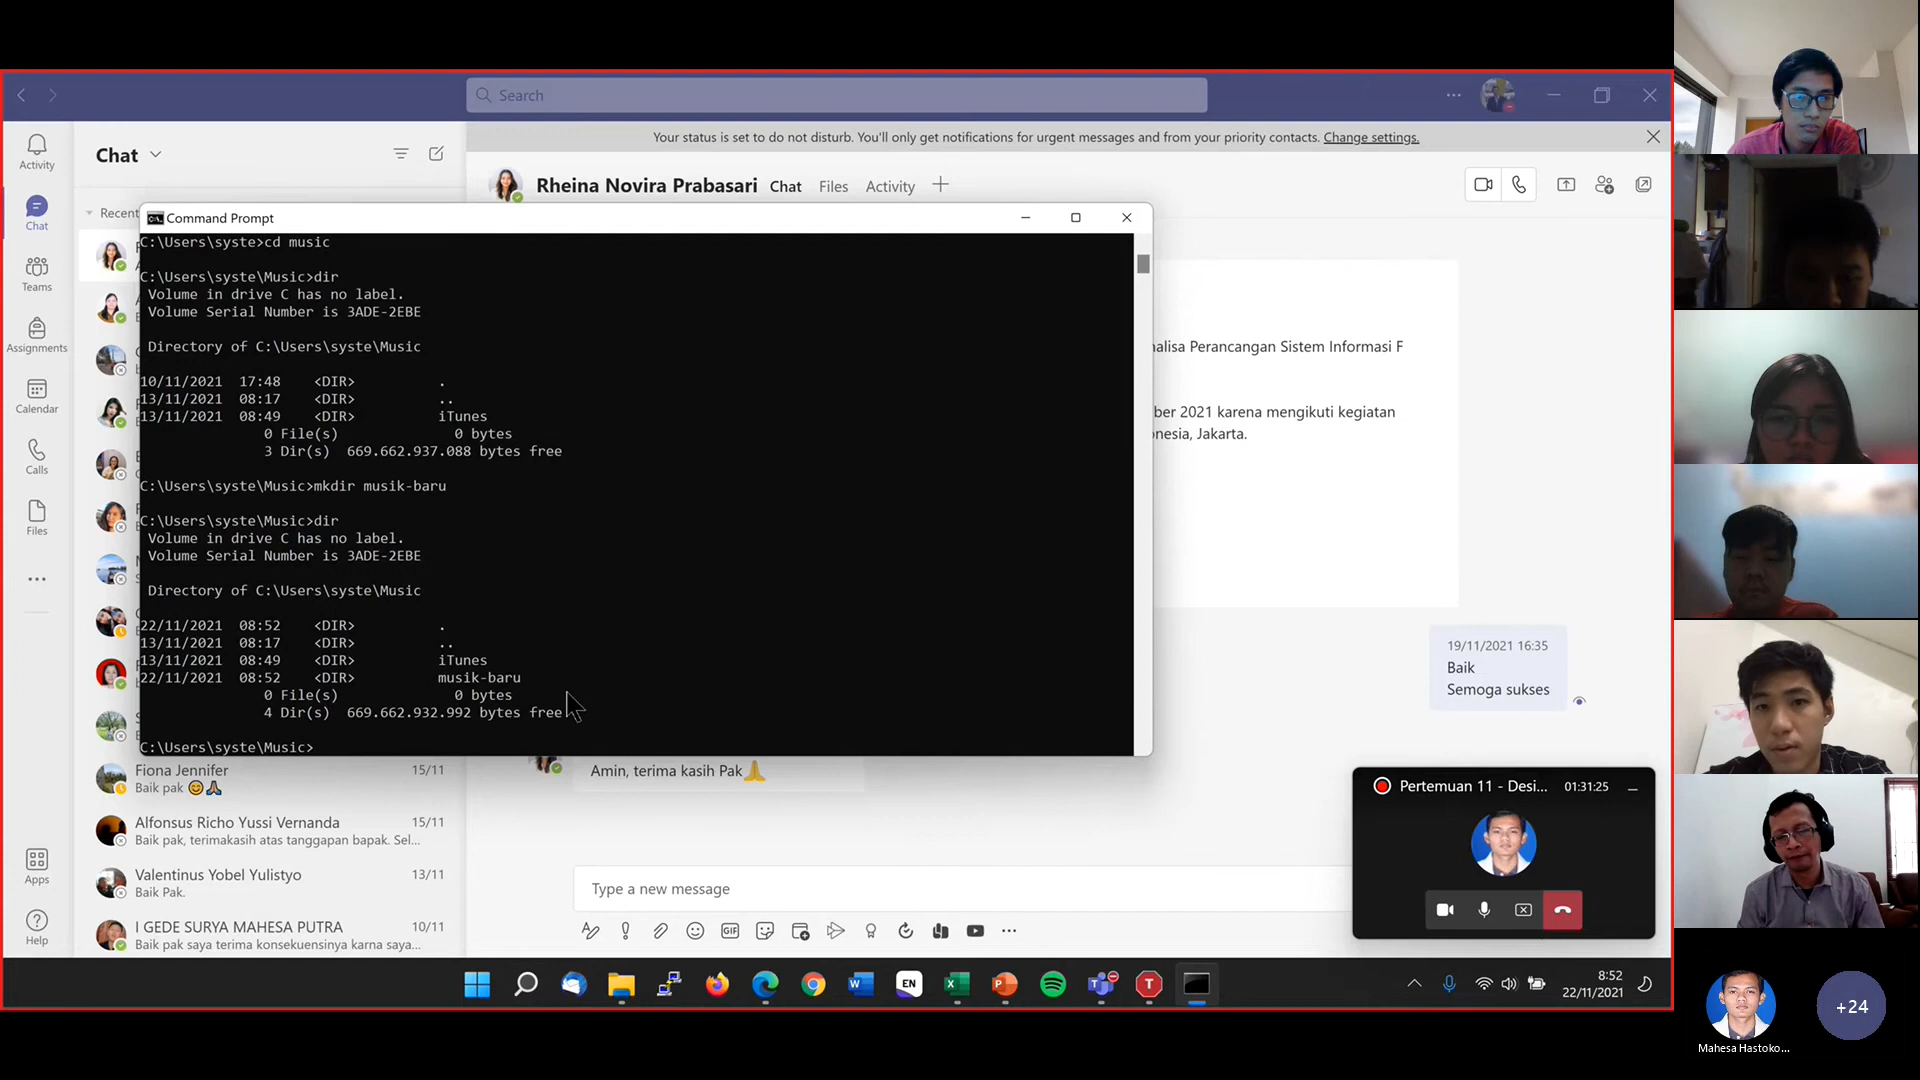 Search
Your status is set to do not disturb. You'll only get notifications for urgent messages and from your priority contacts. Change settings.
Activity
Chat
Teams
Assignments
Calendar
Calls
Files
Apps
Help
Chat
Recent
Rheina Novira Prabasari Chat Files Activity
Command Prompt
C:\Users\syste>cd music
C:\Users\syste\Music>dir
Volume in drive C has no label.
Volume Serial Number is 3ADE-2EBE
Directory of C:\Users\syste\Music
10/11/2021 17:48 <DIR> .
13/11/2021 08:17 <DIR> ..
13/11/2021 08:49 <DIR> iTunes
0 File(s) 0 bytes
3 Dir(s) 669.662.937.088 bytes free
C:\Users\syste\Music>mkdir musik-baru
C:\Users\syste\Music>dir
Volume in drive C has no label.
Volume Serial Number is 3ADE-2EBE
Directory of C:\Users\syste\Music
22/11/2021 08:52 <DIR> .
13/11/2021 08:17 <DIR> ..
13/11/2021 08:49 <DIR> iTunes
22/11/2021 08:52 <DIR> musik-baru
0 File(s) 0 bytes
4 Dir(s) 669.662.932.992 bytes free
C:\Users\syste\Music>
Fiona Jennifer 15/11
Baik pak 😊🙏
Alfonsus Richo Yussi Vernanda 15/11
Baik pak, terimakasih atas tanggapan bapak. Sel...
Valentinus Yobel Yulistyo 13/11
Baik Pak.
I GEDE SURYA MAHESA PUTRA 10/11
Baik pak saya terima konsekuensinya karna saya...
nalisa Perancangan Sistem Informasi F
ber 2021 karena mengikuti kegiatan
onesia, Jakarta.
19/11/2021 16:35
Baik
Semoga sukses
Amin, terima kasih Pak🙏
Type a new message
GIF
Pertemuan 11 - Desi... 01:31:25
EN
8:52
22/11/2021
+24
Mahesa Hastoko...